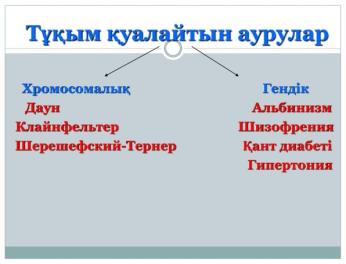 Тұқым қуалайтын аурулар
Хромосомалық
Даун
Клайнфельтер
Шерешефский-Тернер
Гендік
Альбинизм
Шизофрения
Қант диабеті
Гипертония